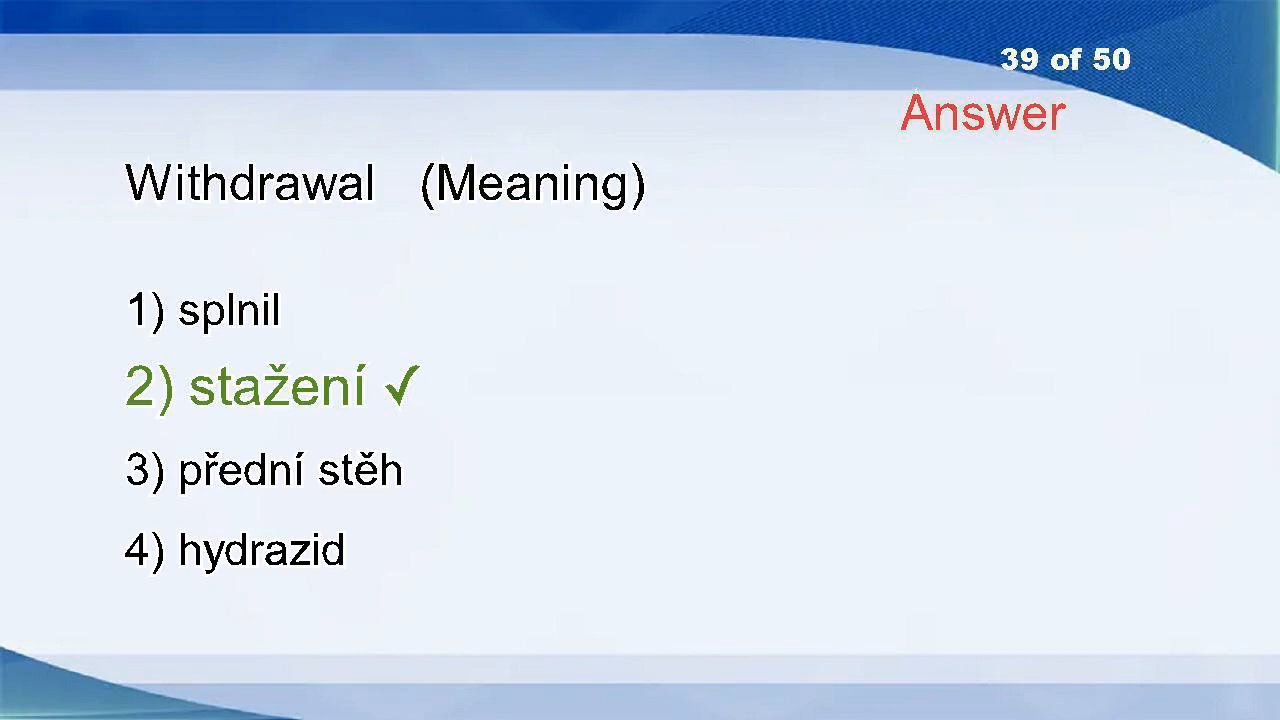 39 of 50
Answer
Withdrawal (Meaning)
1) splnil
2) stažení ✓
3) přední stěh
4) hydrazid